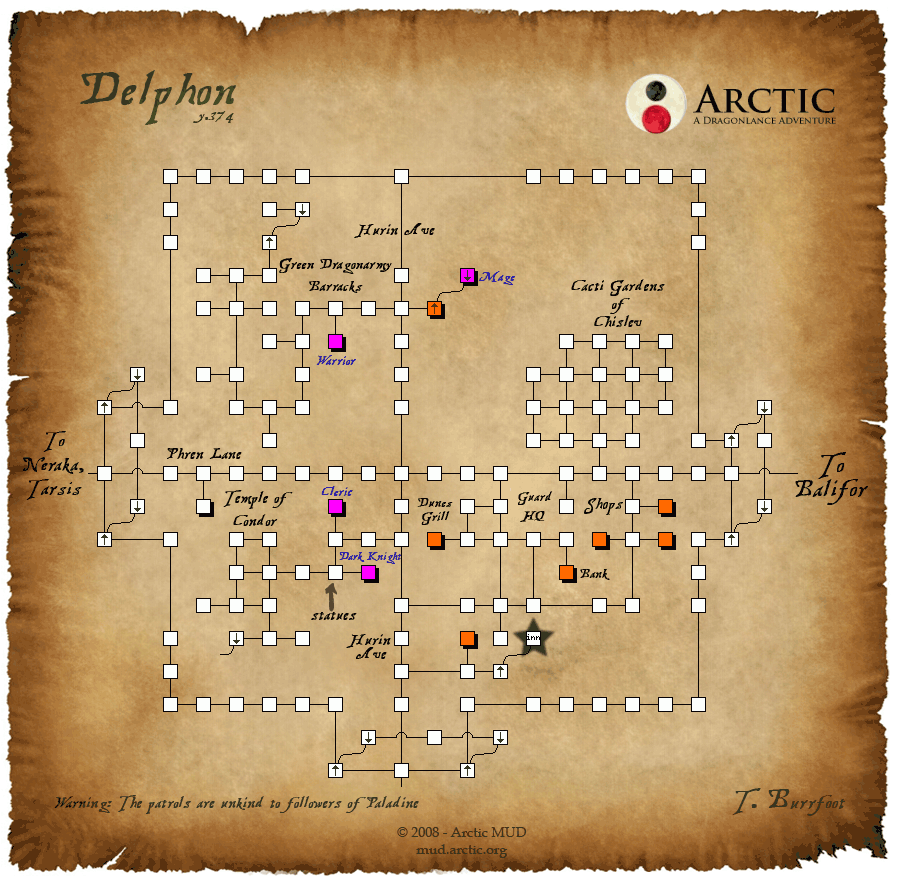 Delphon
y.374
ARCTIC
A DRAGONLANCE ADVENTURE
Hurin Ave
Green Dragonarmy
Barracks
Mage
Cacti Gardens
of
Chislev
Warrior
To
Neraka,
Tarsis
Phren Lane
To
Balifor
Temple of
Condor
Cleric
Dunes
Grill
Guard
HQ
Shops
Dark Knight
Bank
statues
Hurin
Ave
inn
Warning: The patrols are unkind to followers of Paladine
T. Burrfoot
© 2008 - Arctic MUD
mud.arctic.org